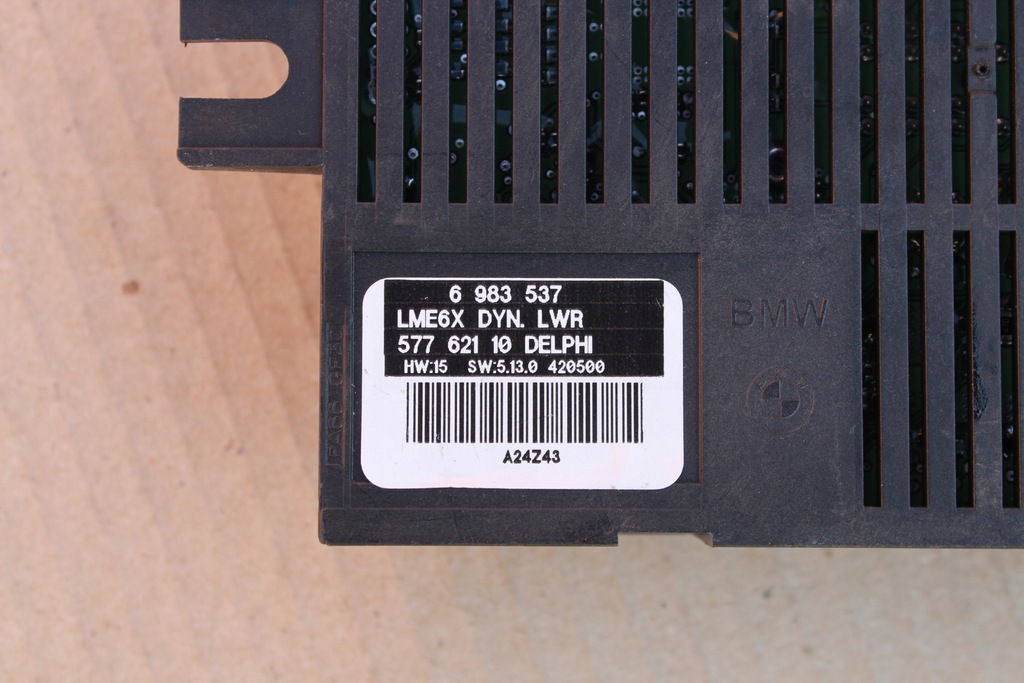 6 983 537
LME6X DYN. LWR
577 621 10 DELPHI
HW:15 SW:5.13.0 420500
A24Z43
BMW